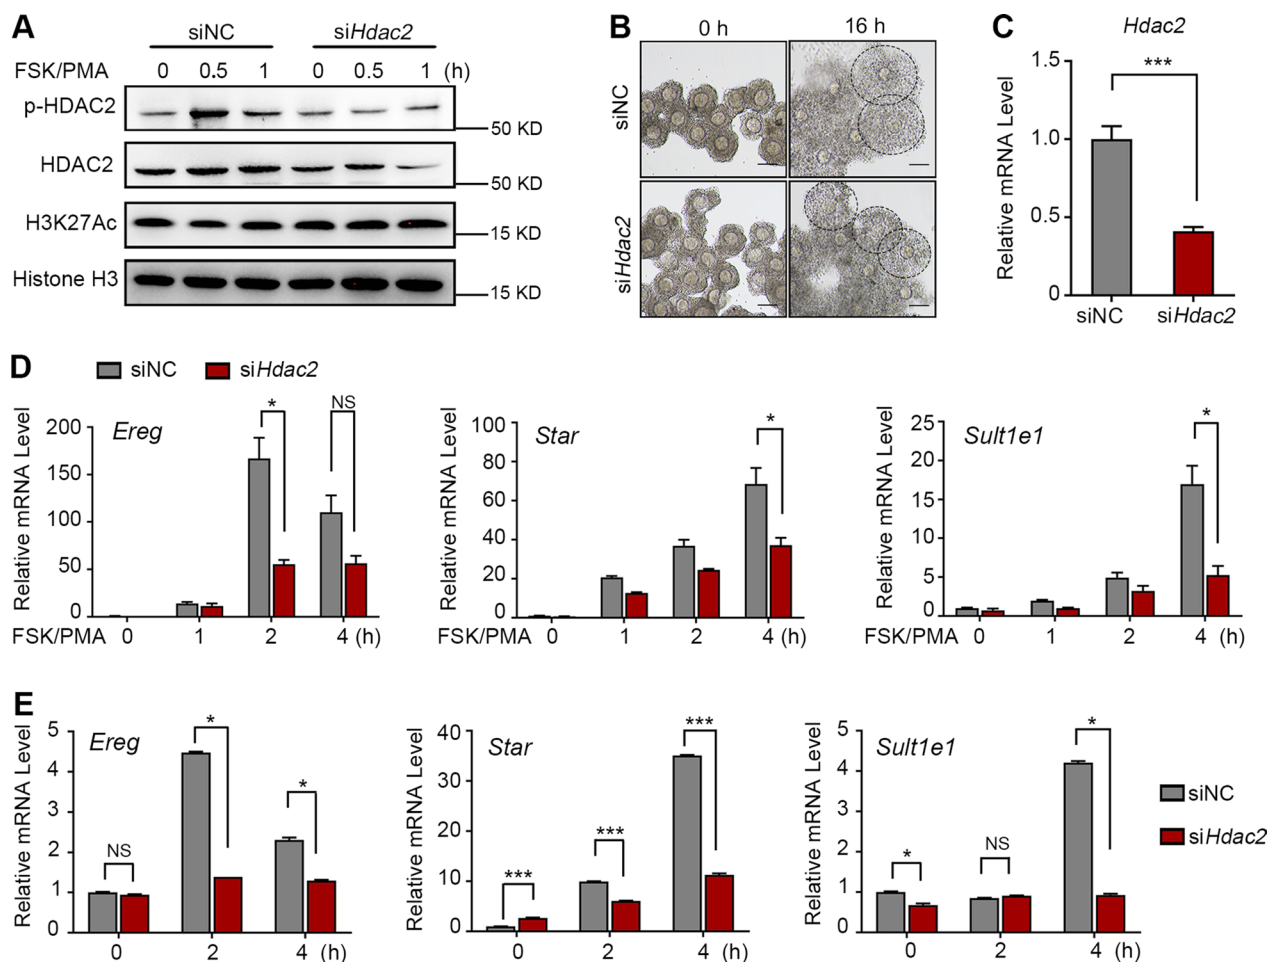 A
siNC siHdac2
FSK/PMA 0 0.5 1 0 0.5 1 (h)
p-HDAC2
50 KD
HDAC2
50 KD
H3K27Ac
15 KD
Histone H3
15 KD
B
0 h 16 h
siNC
siHdac2
C
Hdac2
Relative mRNA Level
1.5
1.0
0.5
0
***
siNC siHdac2
D
siNC siHdac2
Ereg
Relative mRNA Level
200
150
100
50
0
* NS
FSK/PMA 0 1 2 4 (h)
Star
Relative mRNA Level
100
80
60
40
20
0
*
FSK/PMA 0 1 2 4 (h)
Sult1e1
Relative mRNA Level
25
20
15
10
5
0
*
FSK/PMA 0 1 2 4 (h)
E
Ereg
Relative mRNA Level
5
4
3
2
1
0
NS * *
0 2 4 (h)
Star
Relative mRNA Level
40
30
20
10
0
*** *** ***
0 2 4 (h)
Sult1e1
Relative mRNA Level
5
4
3
2
1
0
* NS *
0 2 4 (h)
siNC
siHdac2